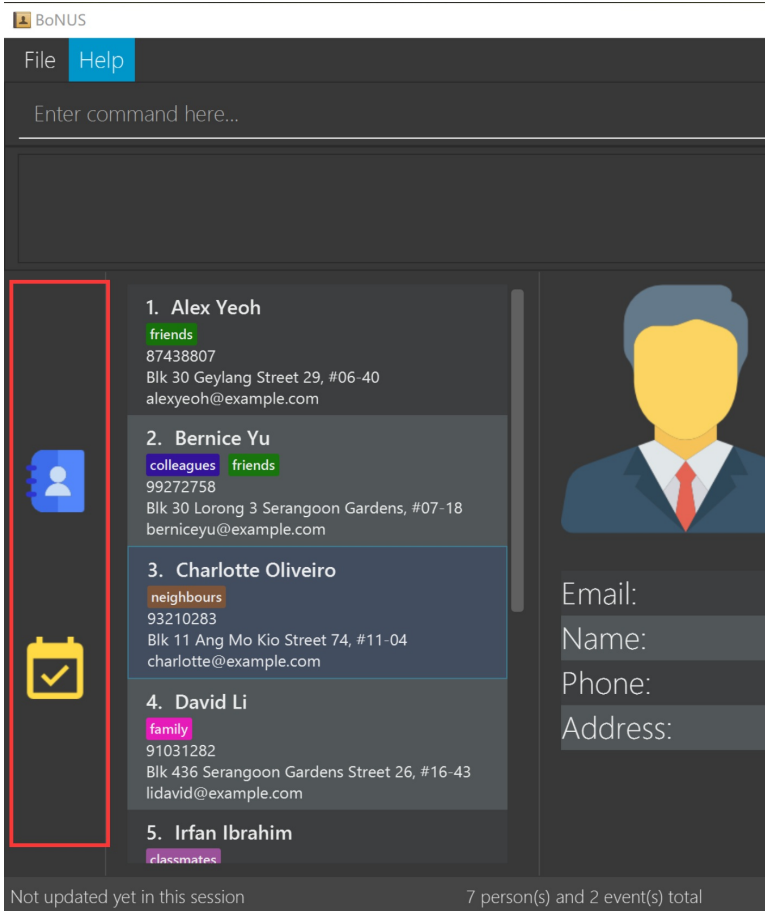 BoNUS
File Help
Enter command here...
1. Alex Yeoh
friends
87438807
Blk 30 Geylang Street 29, #06-40
alexyeoh@example.com
2. Bernice Yu
colleagues friends
99272758
Blk 30 Lorong 3 Serangoon Gardens, #07-18
berniceyu@example.com
3. Charlotte Oliveiro
neighbours
93210283
Blk 11 Ang Mo Kio Street 74, #11-04
charlotte@example.com
4. David Li
family
91031282
Blk 436 Serangoon Gardens Street 26, #16-43
lidavid@example.com
5. Irfan Ibrahim
classmates
Email:
Name:
Phone:
Address:
Not updated yet in this session
7 person(s) and 2 event(s) total